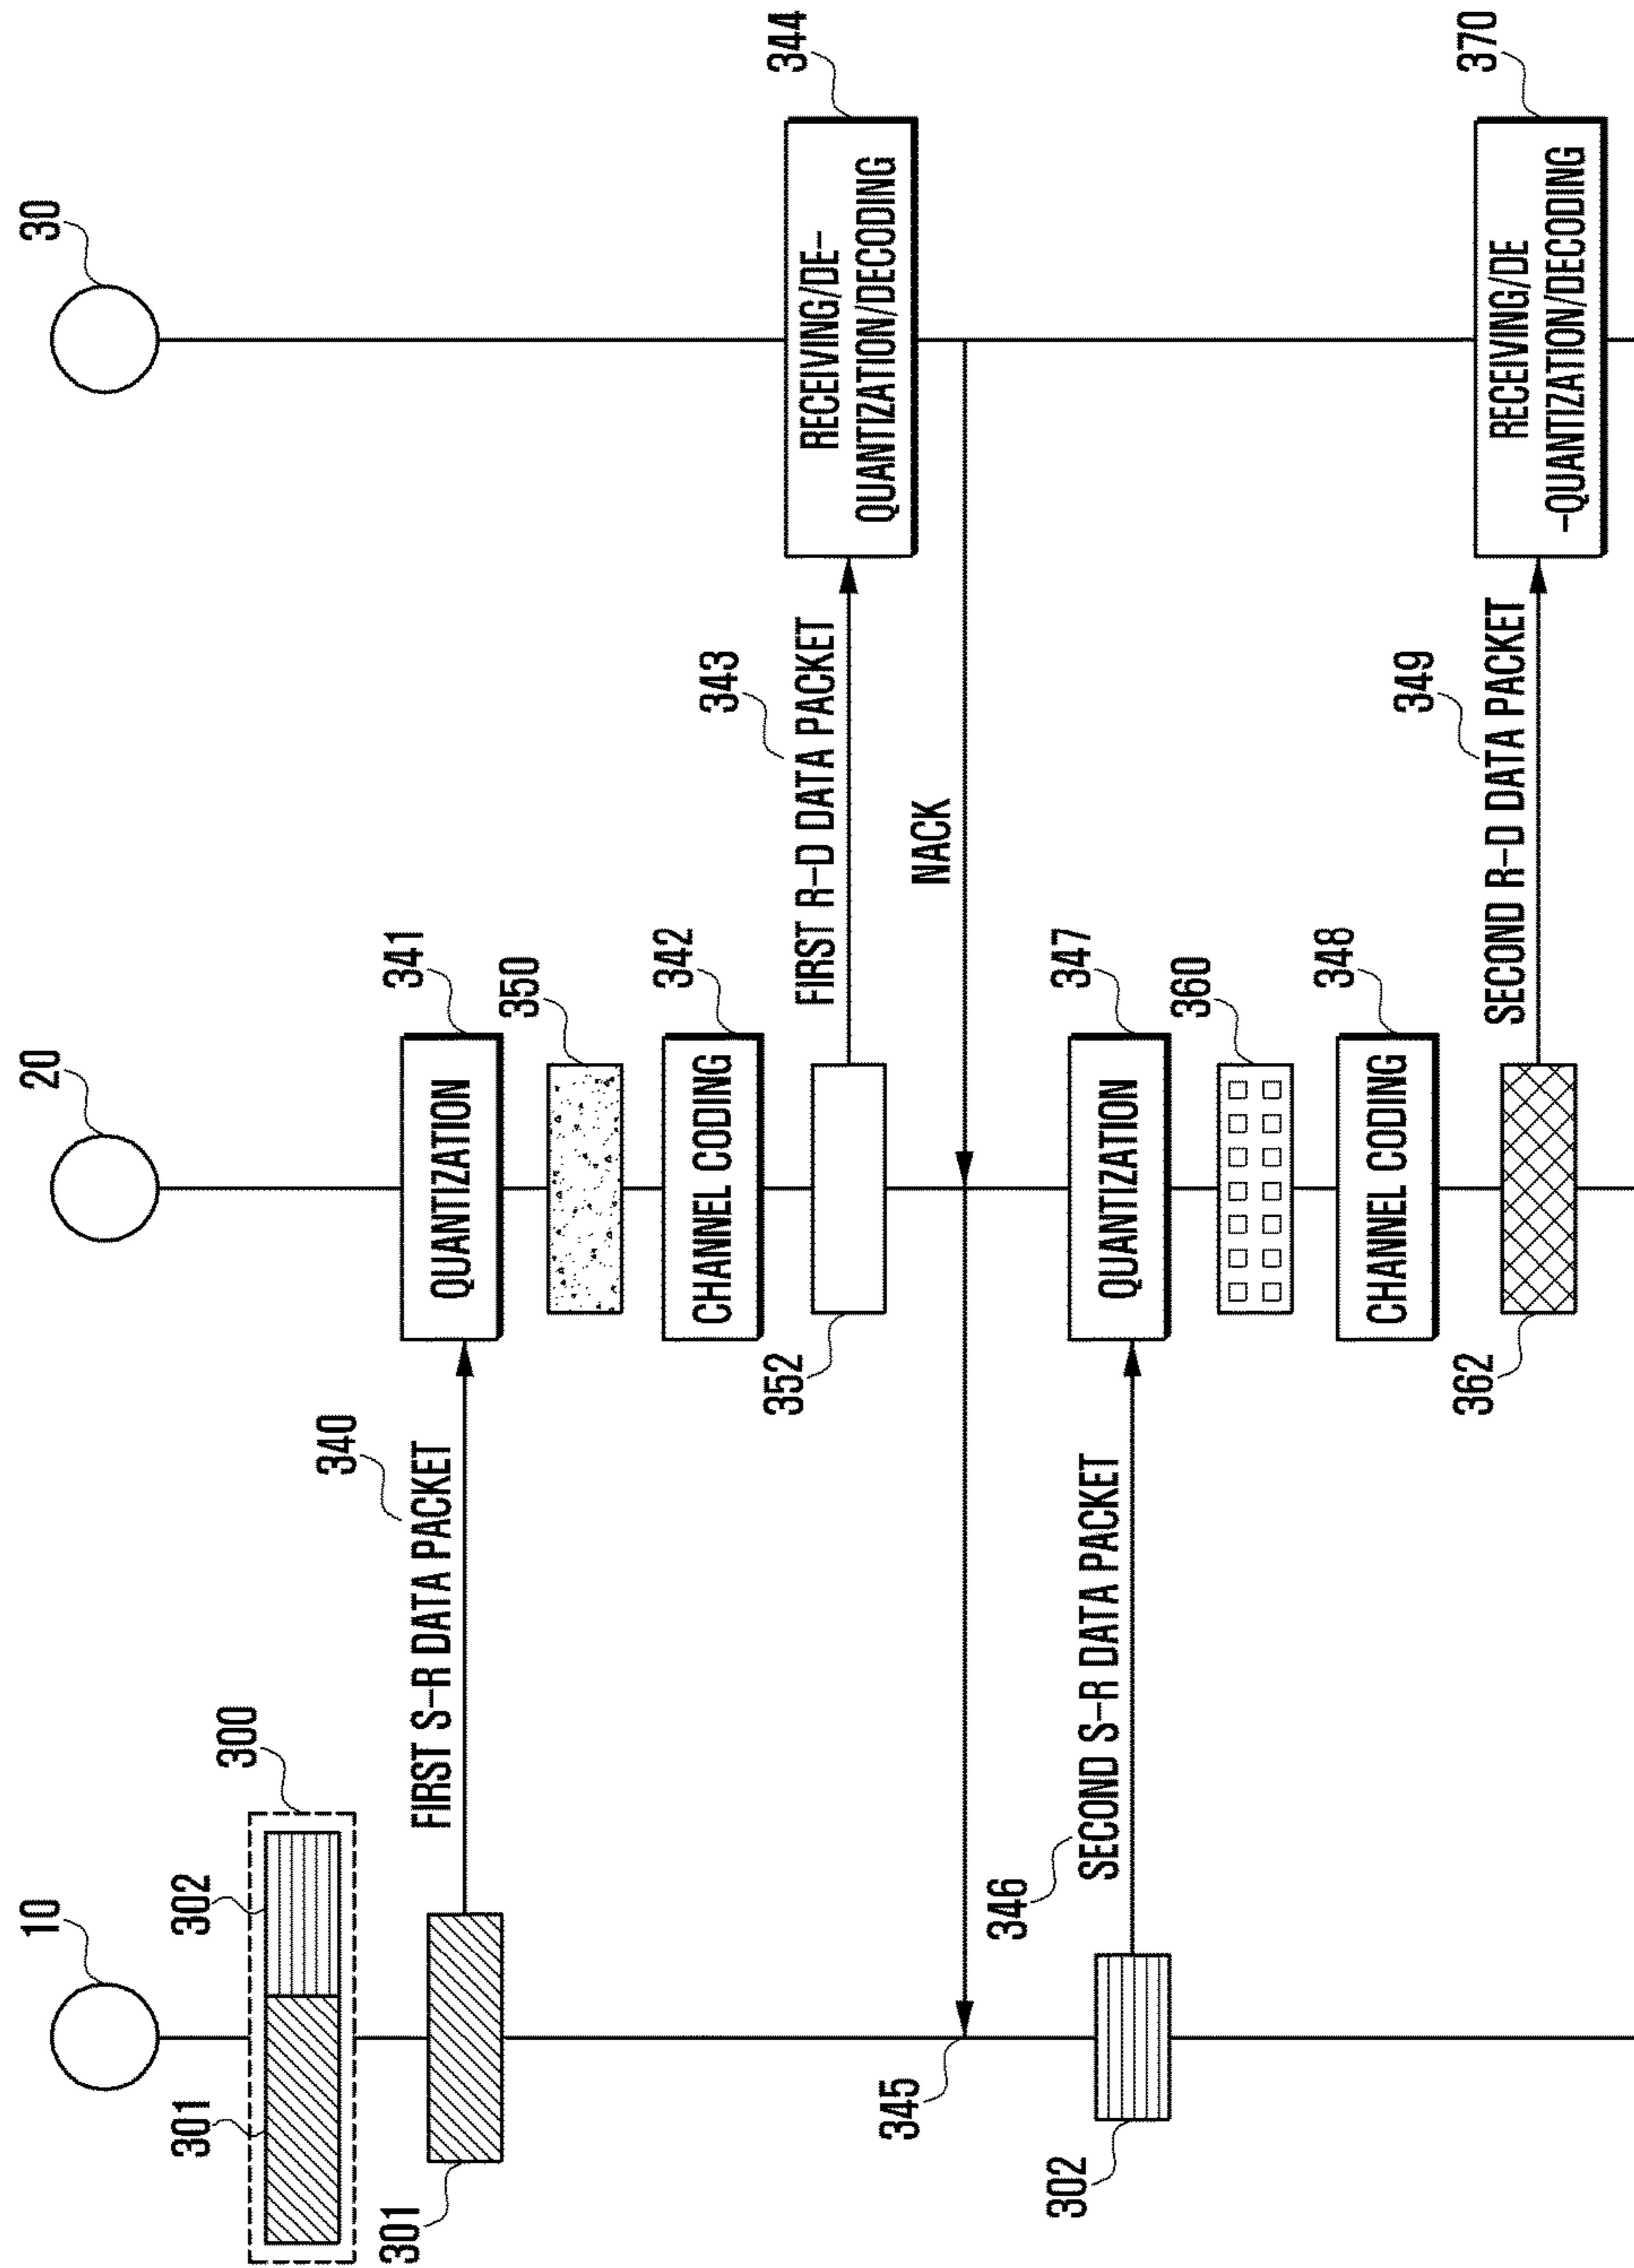 10
20
30
300
301
302
301
340
FIRST S-R DATA PACKET
341
QUANTIZATION
350
342
CHANNEL CODING
352
343
FIRST R-D DATA PACKET
344
RECEIVING/DE-
QUANTIZATION/DECODING
NACK
345
302
346
SECOND S-R DATA PACKET
347
QUANTIZATION
360
348
CHANNEL CODING
362
349
SECOND R-D DATA PACKET
370
RECEIVING/DE
-QUANTIZATION/DECODING